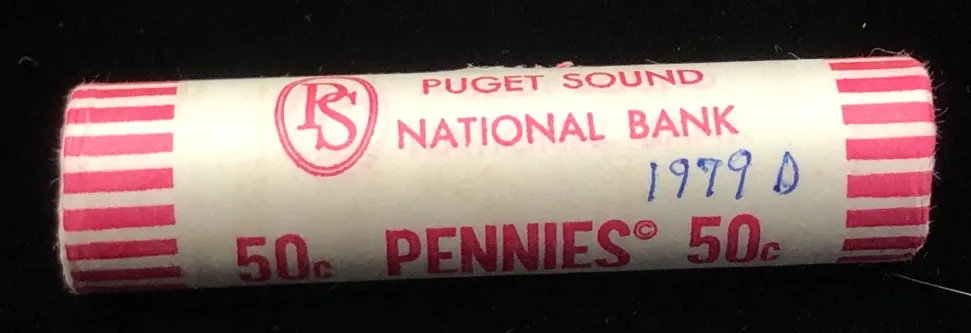 PS
PUGET SOUND
NATIONAL BANK
1979 D
50c PENNIES© 50c